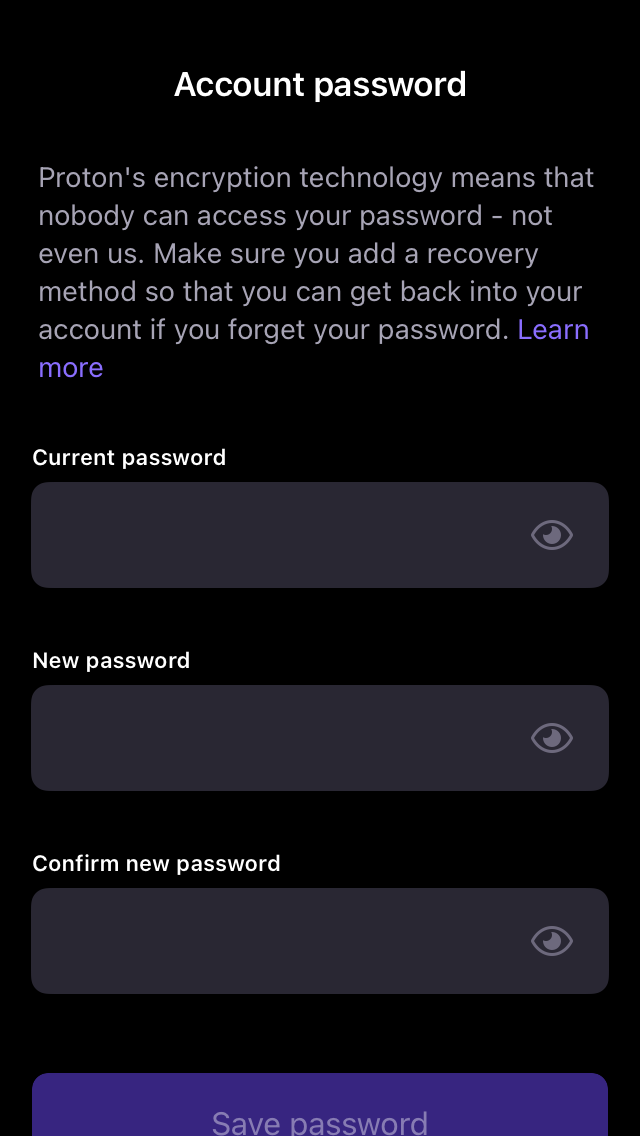 Account password
Proton's encryption technology means that
nobody can access your password - not
even us. Make sure you add a recovery
method so that you can get back into your
account if you forget your password. Learn
more
Current password
New password
Confirm new password
Save password